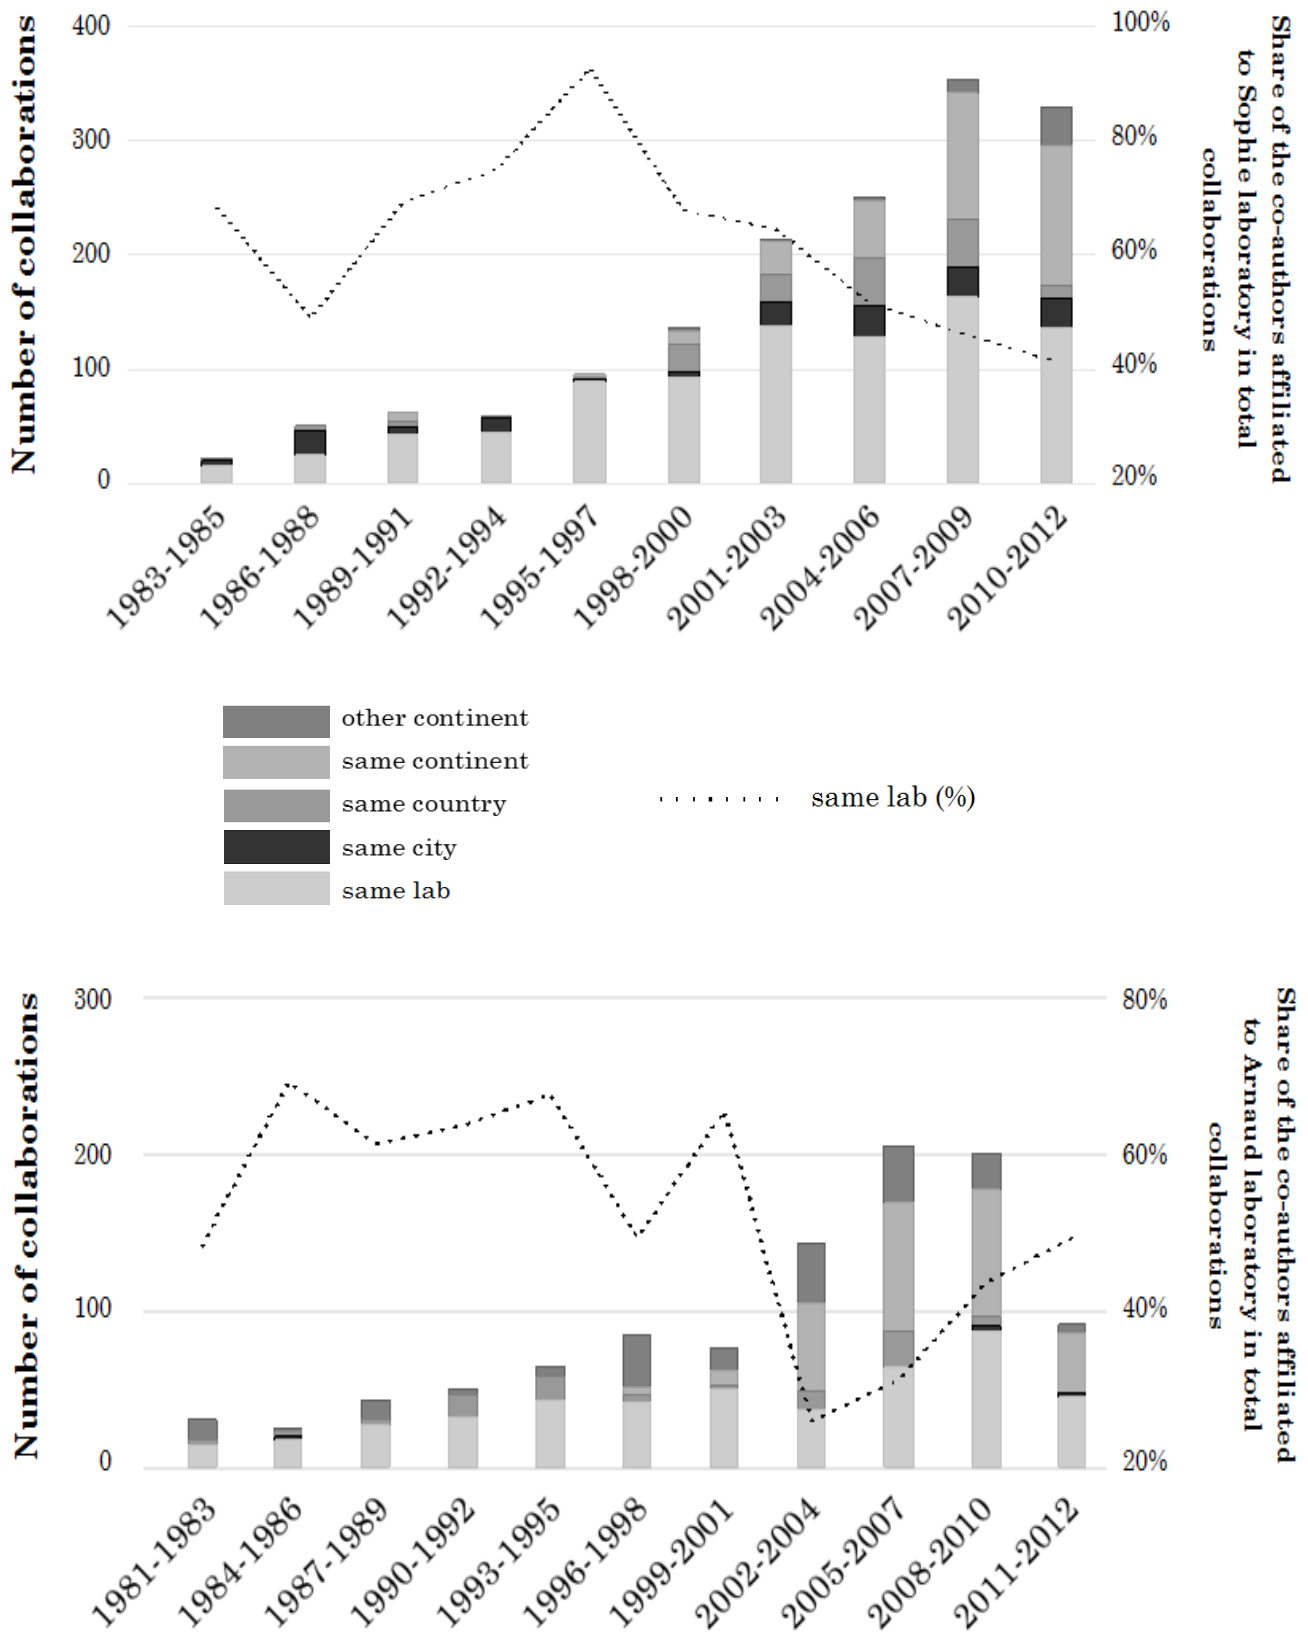 Number of collaborations
400
300
200
100
0
100%
80%
60%
40%
20%
Share of the co-authors affiliated
to Sophie laboratory in total
collaborations
1983-1985
1986-1988
1989-1991
1992-1994
1995-1997
1998-2000
2001-2003
2004-2006
2007-2009
2010-2012
other continent
same continent
same country
same city
same lab
same lab (%)
Number of collaborations
300
200
100
0
80%
60%
40%
20%
Share of the co-authors affiliated
to Arnaud laboratory in total
collaborations
1981-1983
1984-1986
1987-1989
1990-1992
1993-1995
1996-1998
1999-2001
2002-2004
2005-2007
2008-2010
2011-2012